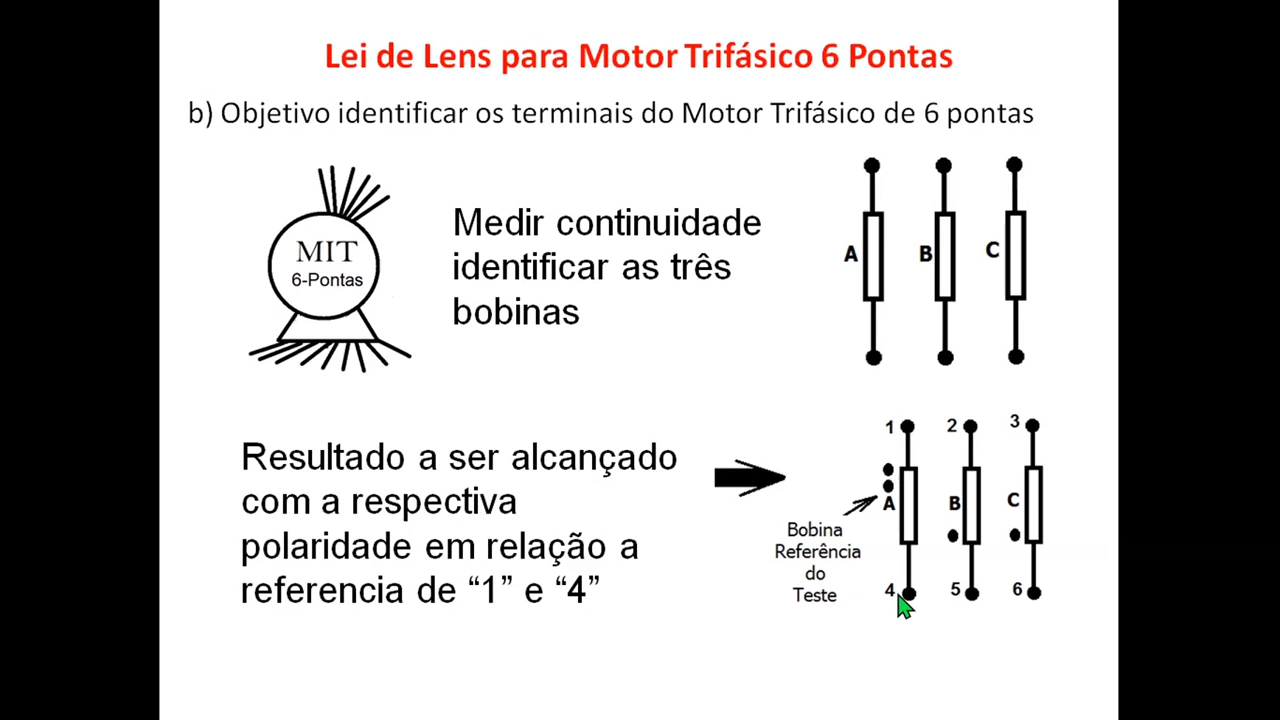 Lei de Lens para Motor Trifásico 6 Pontas
b) Objetivo identificar os terminais do Motor Trifásico de 6 pontas
MIT
6-Pontas
Medir continuidade
identificar as três
bobinas
A B C
Resultado a ser alcançado
com a respectiva
polaridade em relação a
referencia de “1” e “4”
1 2 3
A B C
Bobina
Referência
do
Teste
4 5 6